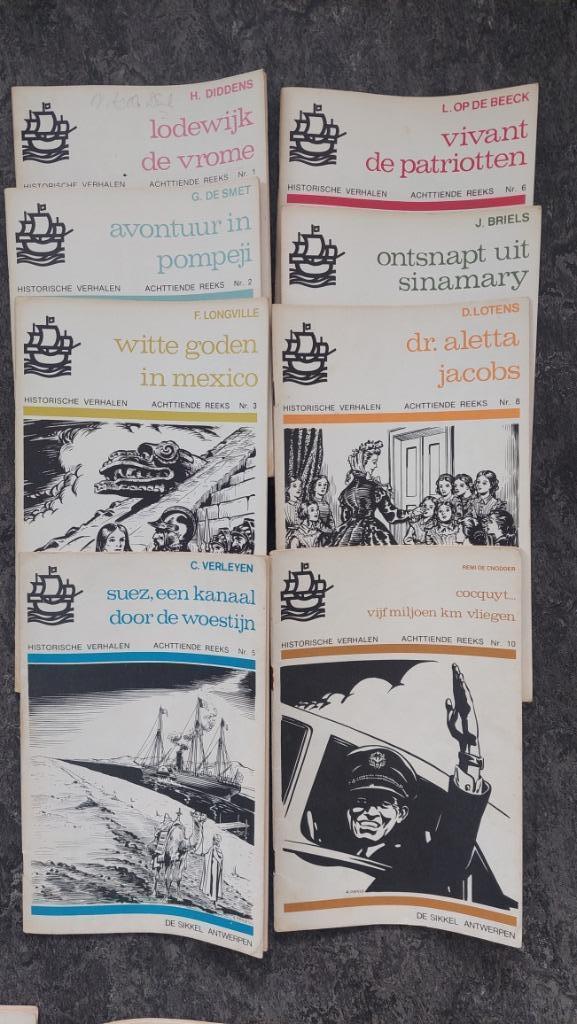 H. DIDDENS
lodewijk
de vrome
HISTORISCHE VERHALEN ACHTTIENDE REEKS Nr. 1
G. DE SMET
avontuur in
pompeji
HISTORISCHE VERHALEN ACHTTIENDE REEKS Nr. 2
F. LONGVILLE
witte goden
in mexico
HISTORISCHE VERHALEN ACHTTIENDE REEKS Nr. 3
C. VERLEYEN
suez, een kanaal
door de woestijn
HISTORISCHE VERHALEN ACHTTIENDE REEKS Nr. 5
DE SIKKEL ANTWERPEN
L. OP DE BEECK
vivant
de patriotten
HISTORISCHE VERHALEN ACHTTIENDE REEKS Nr. 6
J. BRIELS
ontsnapt uit
sinamary
D. LOTENS
dr. aletta
jacobs
HISTORISCHE VERHALEN ACHTTIENDE REEKS Nr. 8
REMI DE CNODDER
cocquyt...
vijf miljoen km vliegen
HISTORISCHE VERHALEN ACHTTIENDE REEKS Nr. 10
DE SIKKEL ANTWERPEN